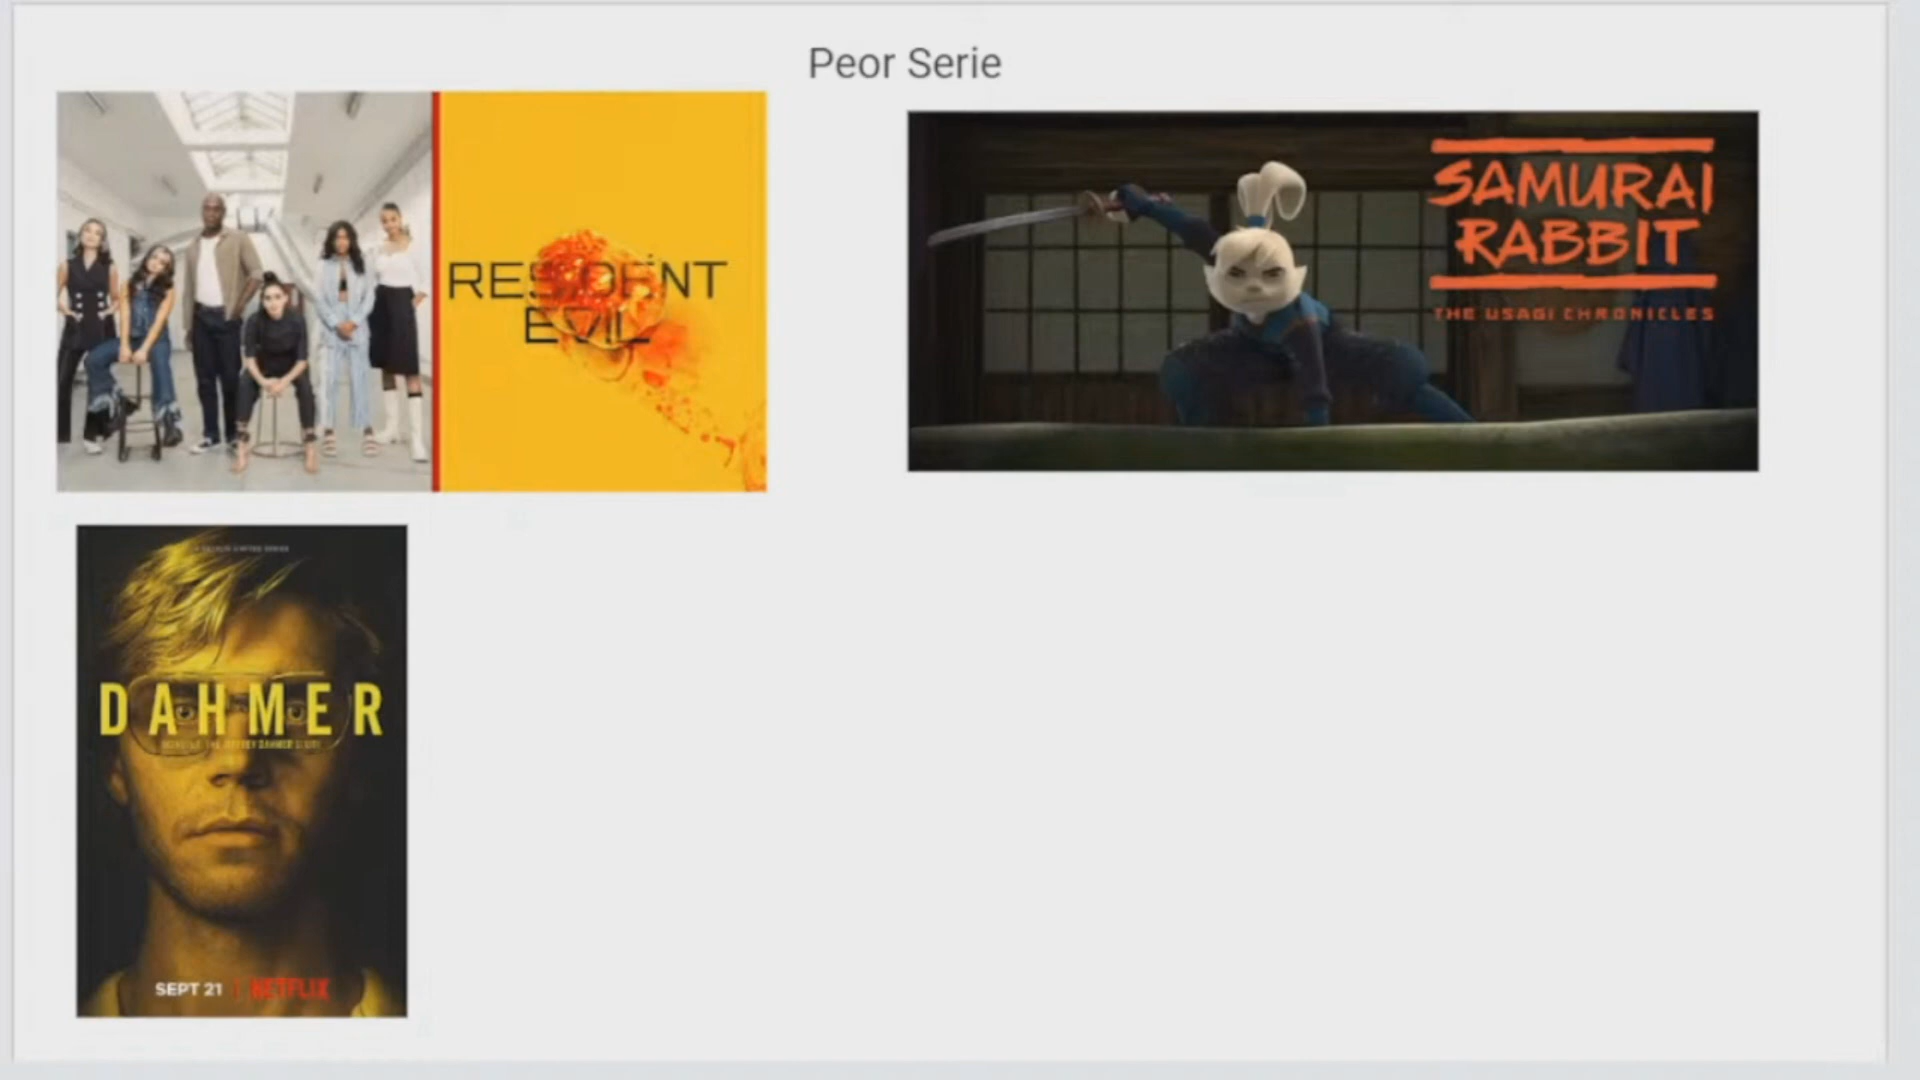 Peor Serie
RESIDENT
EVIL
SAMURAI
RABBIT
THE USAGI CHRONICLES
DAHMER
SEPT 21 | NETFLIX